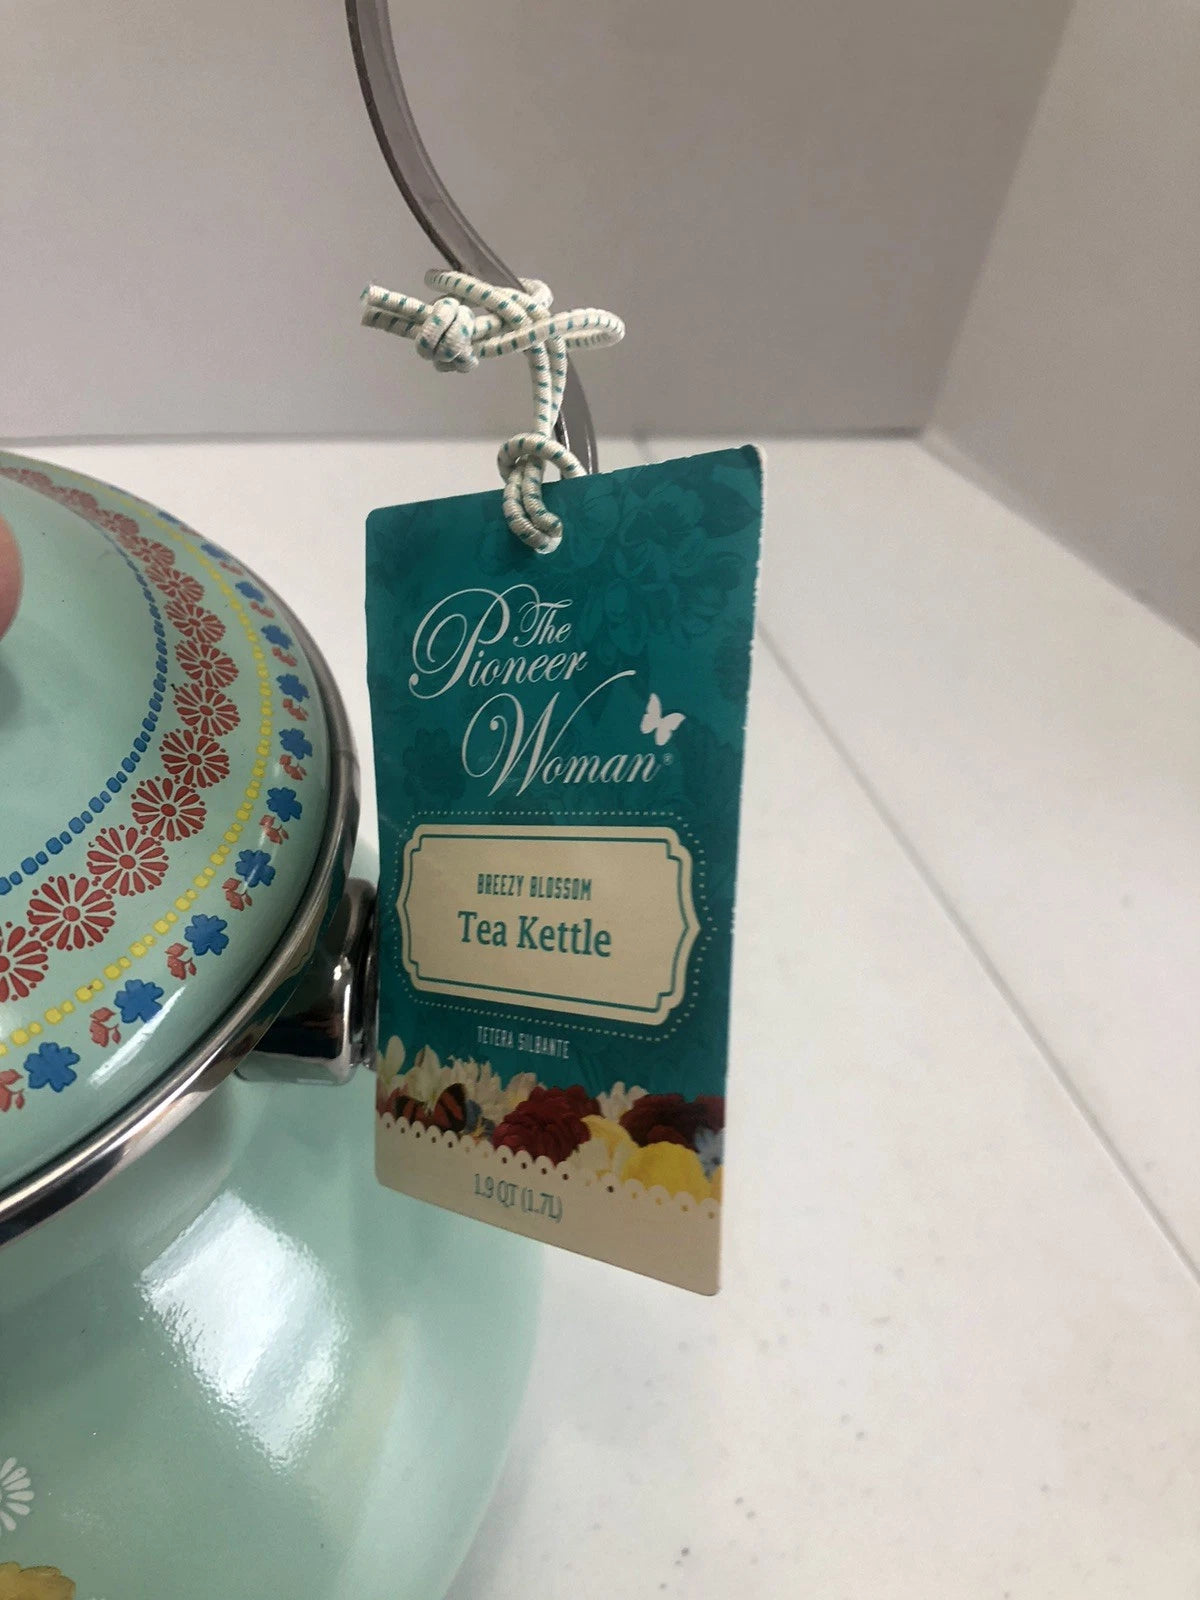 The
Pioneer
Woman®
BREEZY BLOSSOM
Tea Kettle
TETERA SILBANTE
1.9 QT (1.7L)